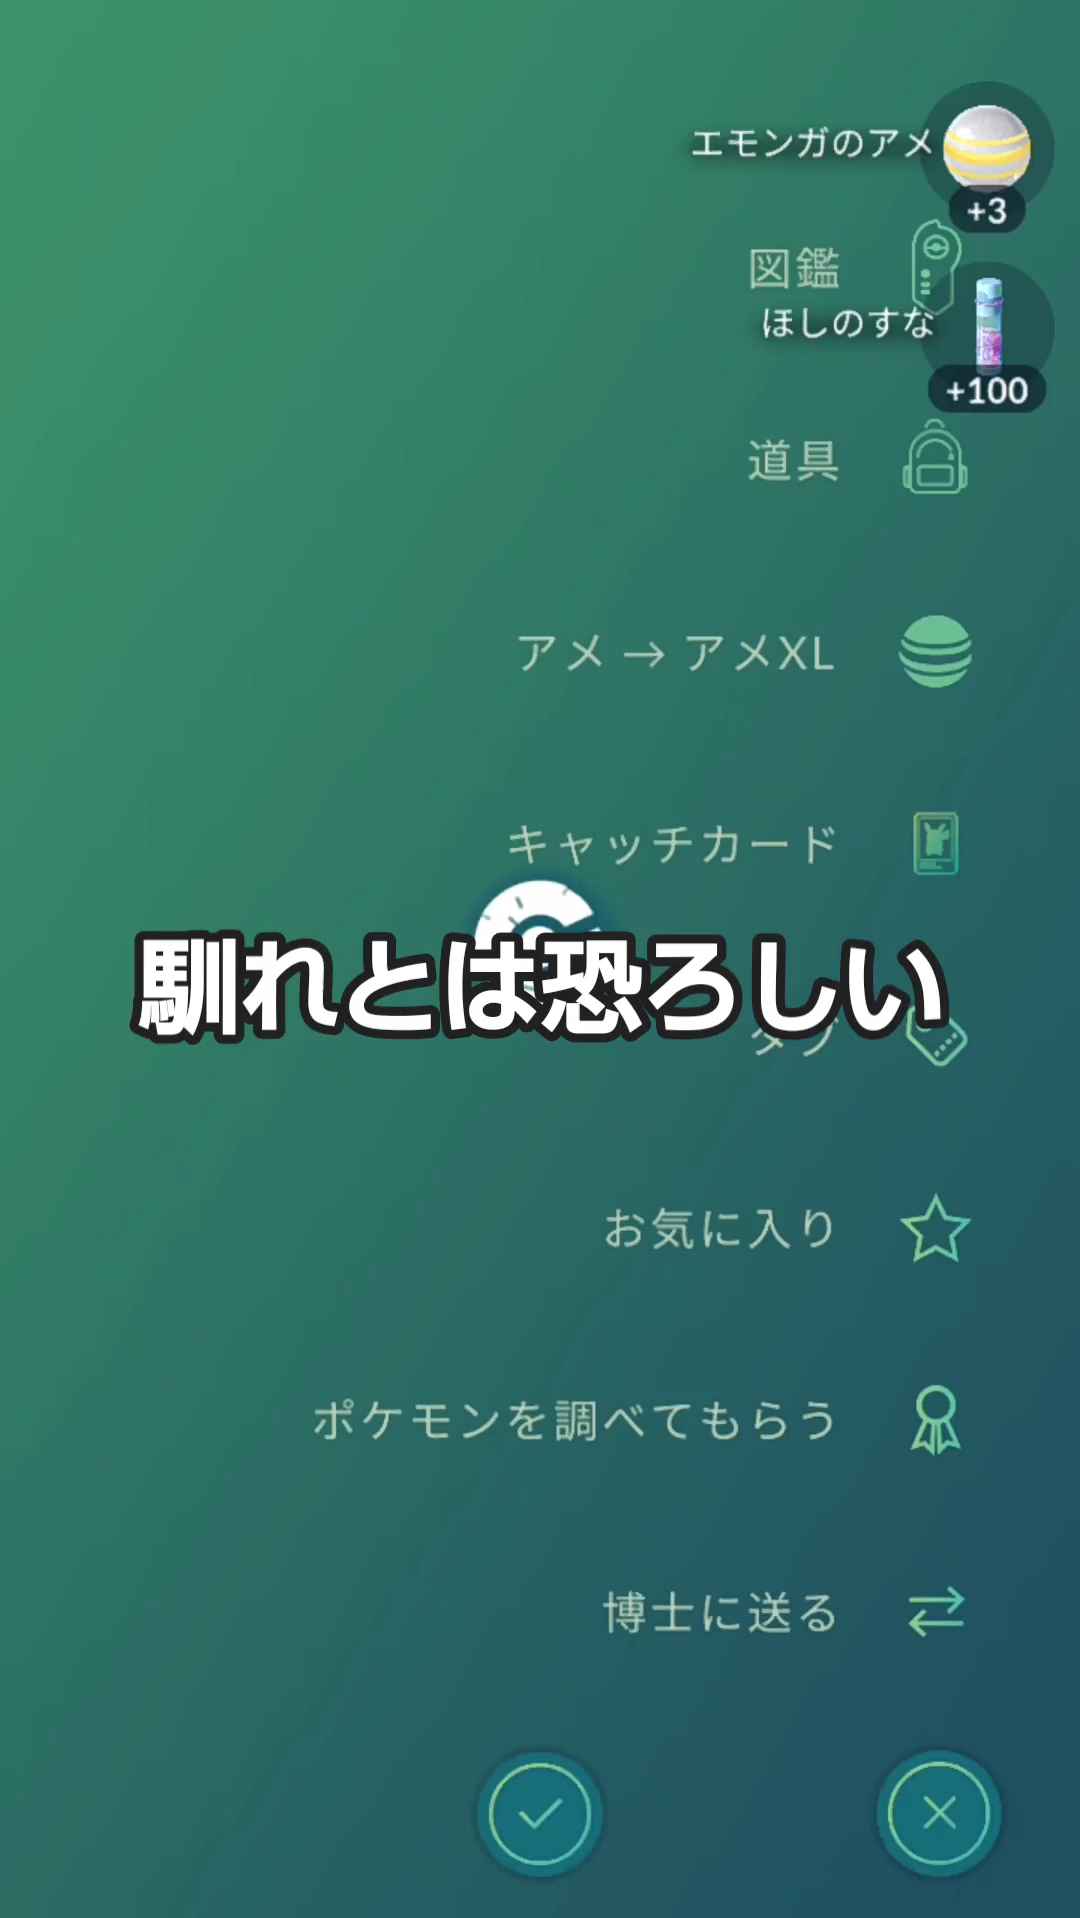 エモンガのアメ
+3
図鑑
ほしのすな
+100
道具
アメ → アメXL
キャッチカード
馴れとは恐ろしい
タグ
お気に入り
ポケモンを調べてもらう
博士に送る